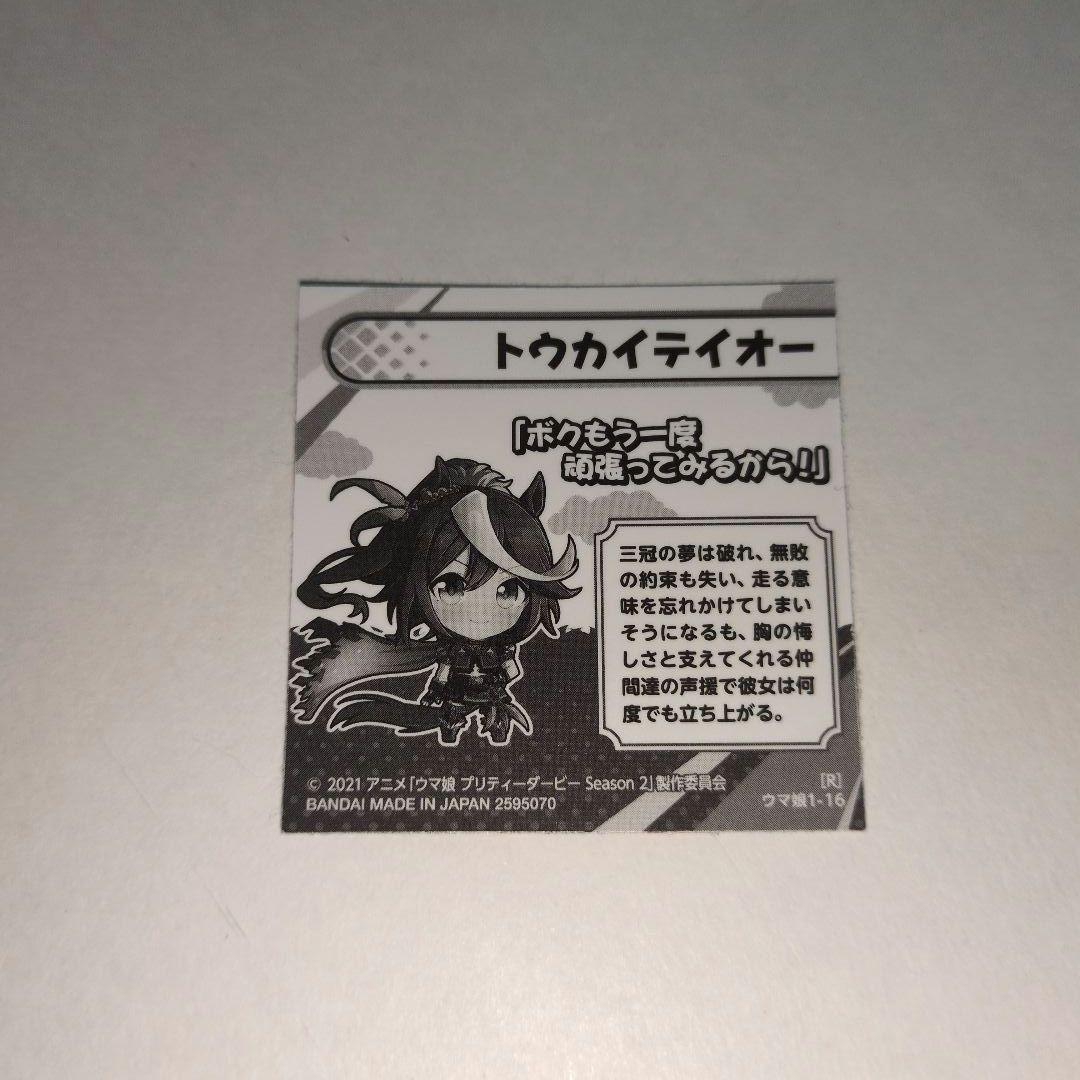 トウカイテイオー
「ボクもう一度
頑張ってみるから!!」
三冠の夢は破れ、無敗
の約束も失い、走る意
味を忘れかけてしまい
そうになるも、胸の悔
しさと支えてくれる仲
間達の声援で彼女は何
度でも立ち上がる。
© 2021 アニメ「ウマ娘 プリティーダービー Season 2」製作委員会
BANDAI MADE IN JAPAN 2595070
[R]
ウマ娘1-16